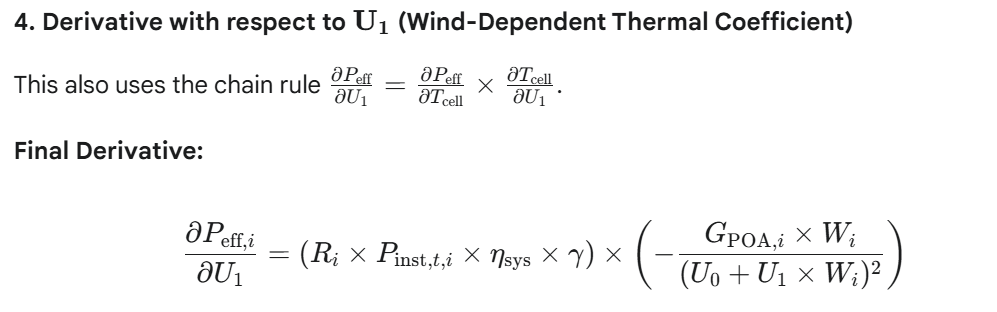 4. Derivative with respect to U₁ (Wind-Dependent Thermal Coefficient)
This also uses the chain rule ∂P_eff/∂U₁ = ∂P_eff/∂T_cell × ∂T_cell/∂U₁.
Final Derivative:
∂P_eff,i/∂U₁ = (R_i × P_inst,t,i × η_sys × γ) × (−(G_POA,i × W_i)/(U₀ + U₁ × W_i)²)